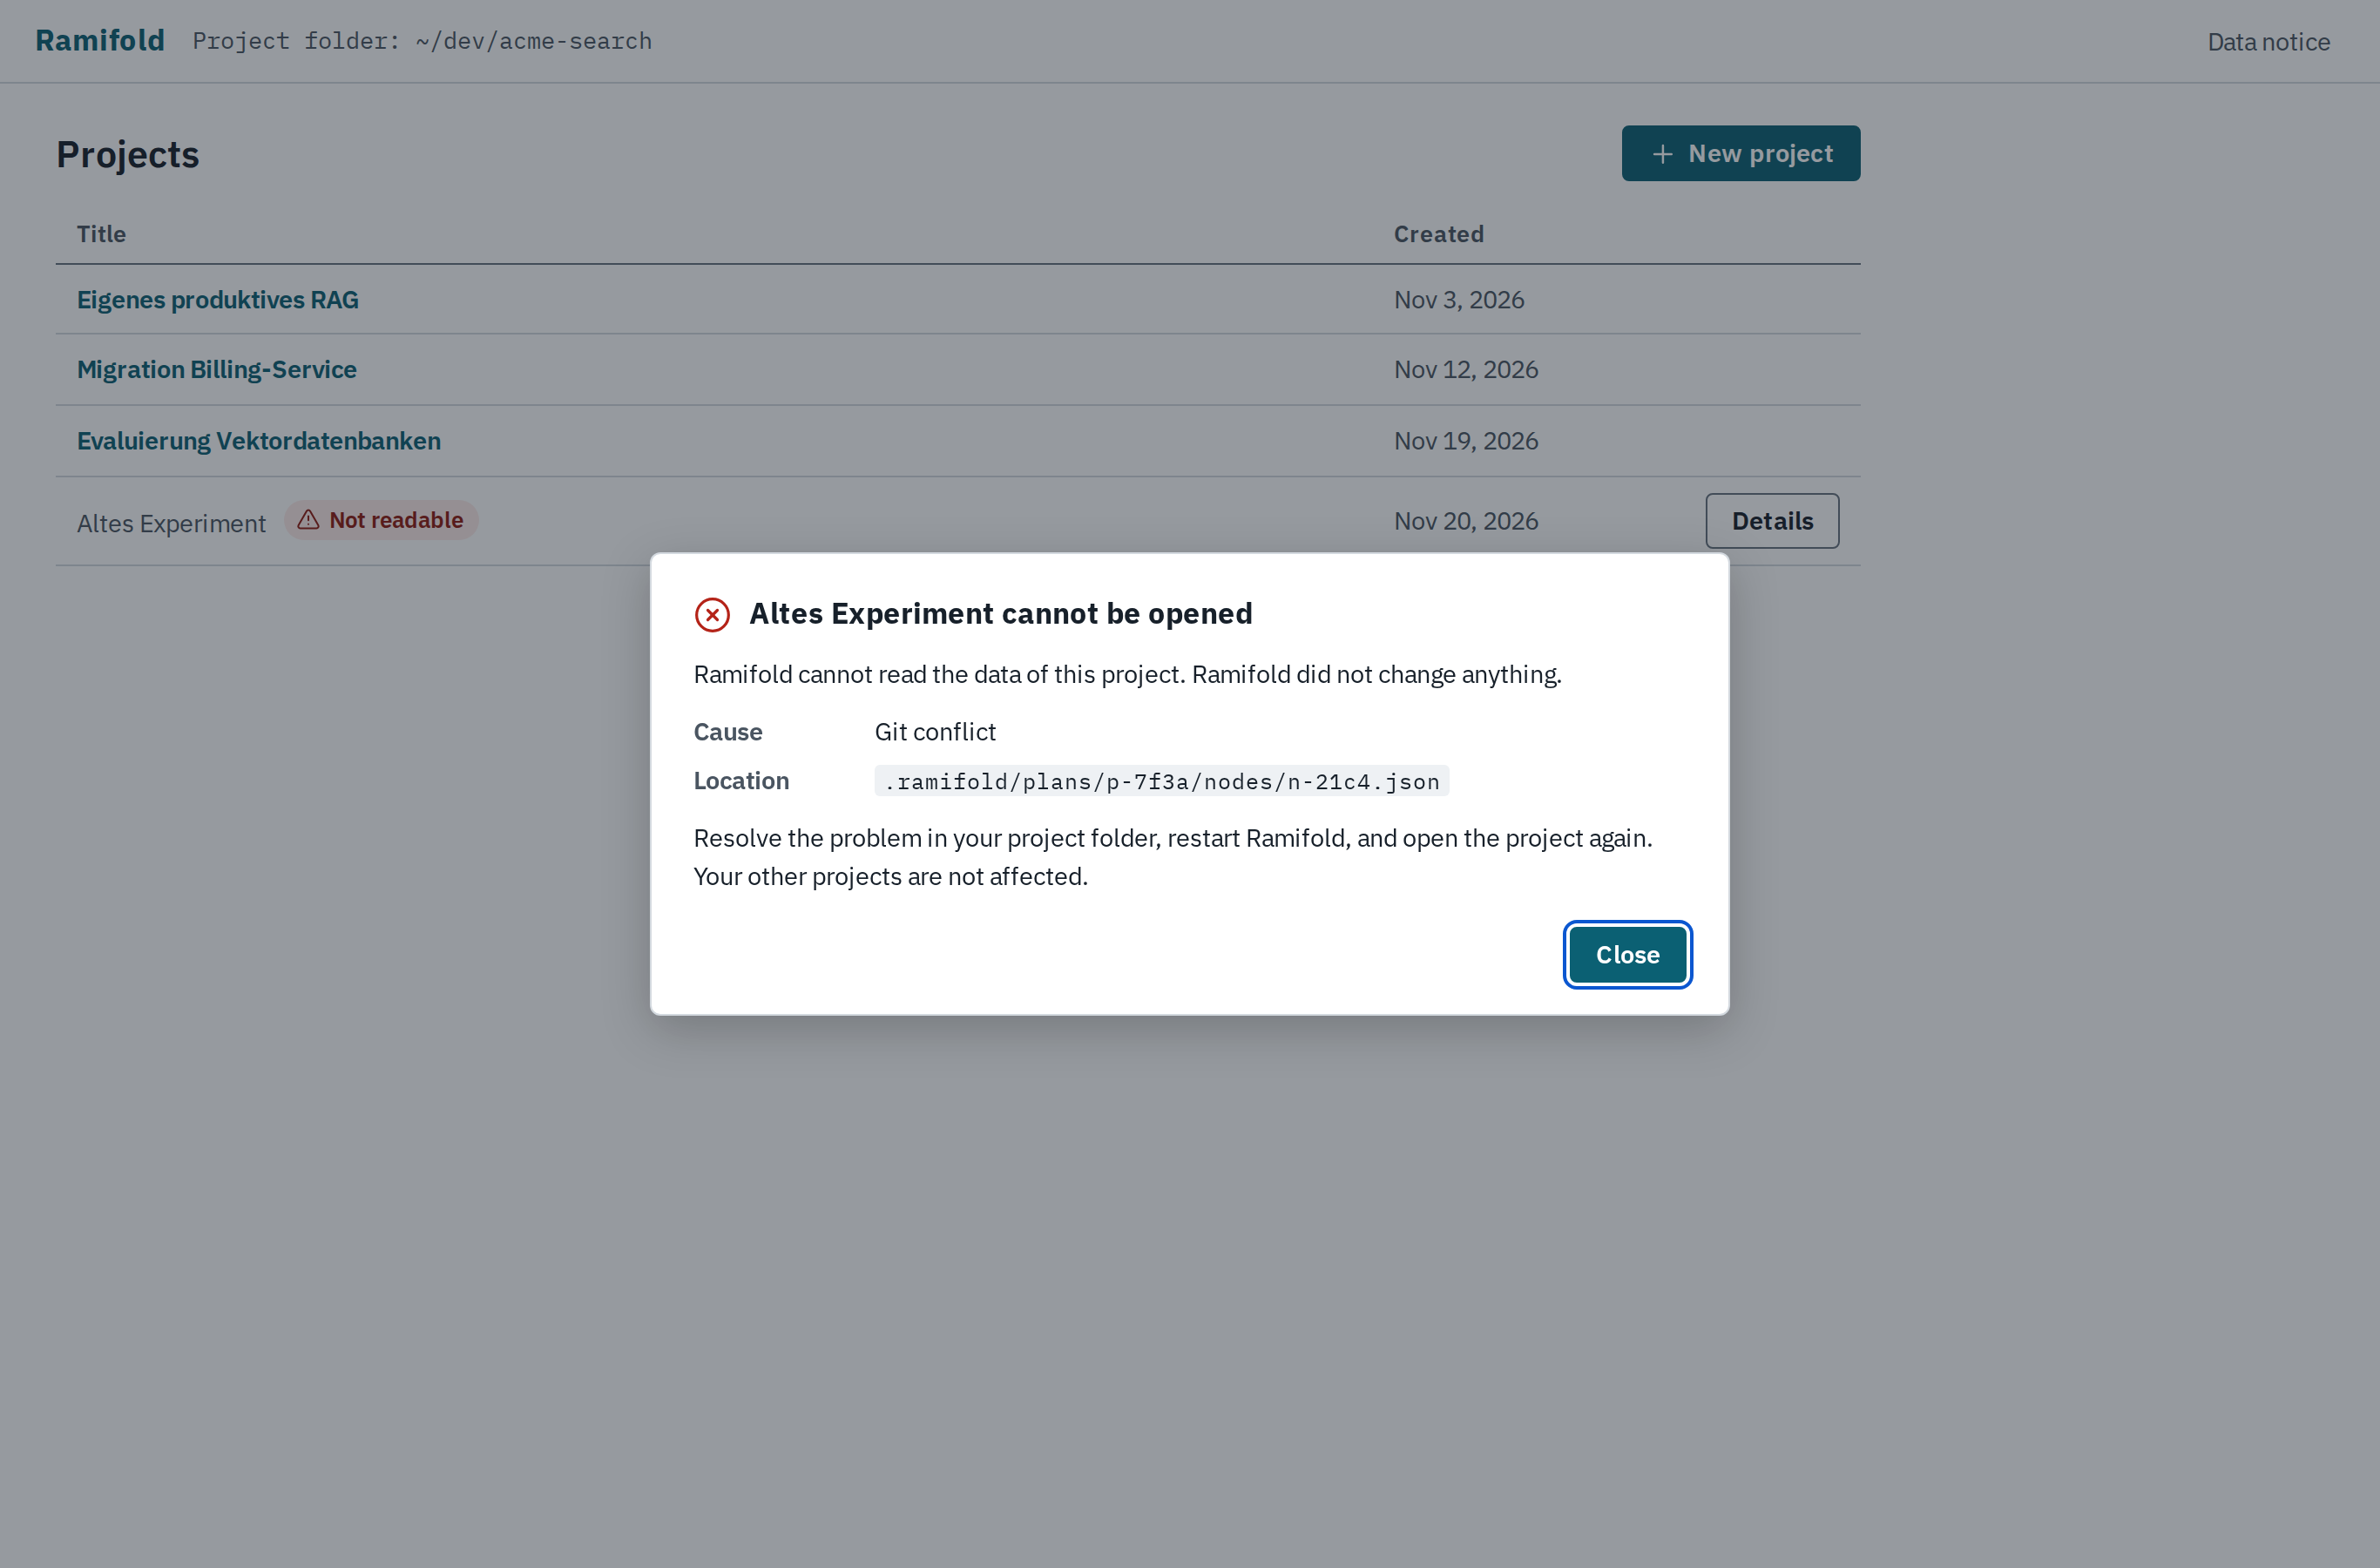 Ramifold Project folder: ~/dev/acme-search Data notice
Projects
New project
Title Created
Eigenes produktives RAG Nov 3, 2026
Migration Billing-Service Nov 12, 2026
Evaluierung Vektordatenbanken Nov 19, 2026
Altes Experiment Not readable Nov 20, 2026 Details
Altes Experiment cannot be opened
Ramifold cannot read the data of this project. Ramifold did not change anything.
Cause Git conflict
Location .ramifold/plans/p-7f3a/nodes/n-21c4.json
Resolve the problem in your project folder, restart Ramifold, and open the project again.
Your other projects are not affected.
Close